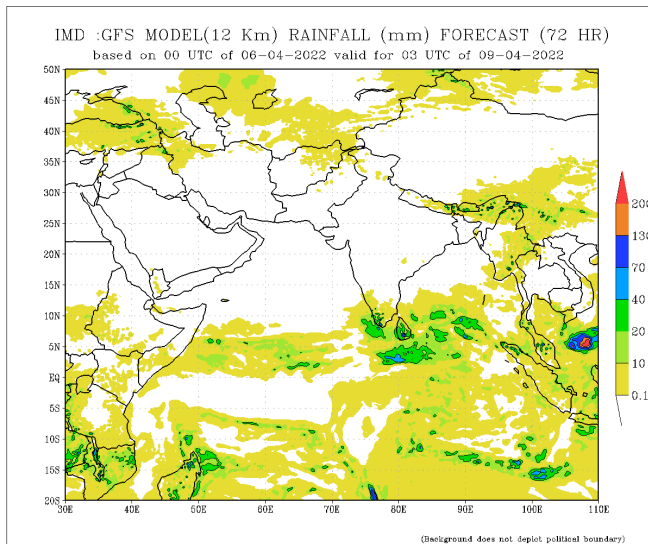 IMD :GFS MODEL(12 Km) RAINFALL (mm) FORECAST (72 HR)
based on 00 UTC of 06-04-2022 valid for 03 UTC of 09-04-2022
50N
45N
40N
35N
30N
25N
20N
15N
10N
5N
EQ
5S
10S
15S
20S
30E 40E 50E 60E 70E 80E 90E 100E 110E
200
130
70
40
20
10
0.1
(Background does not depict political boundary)